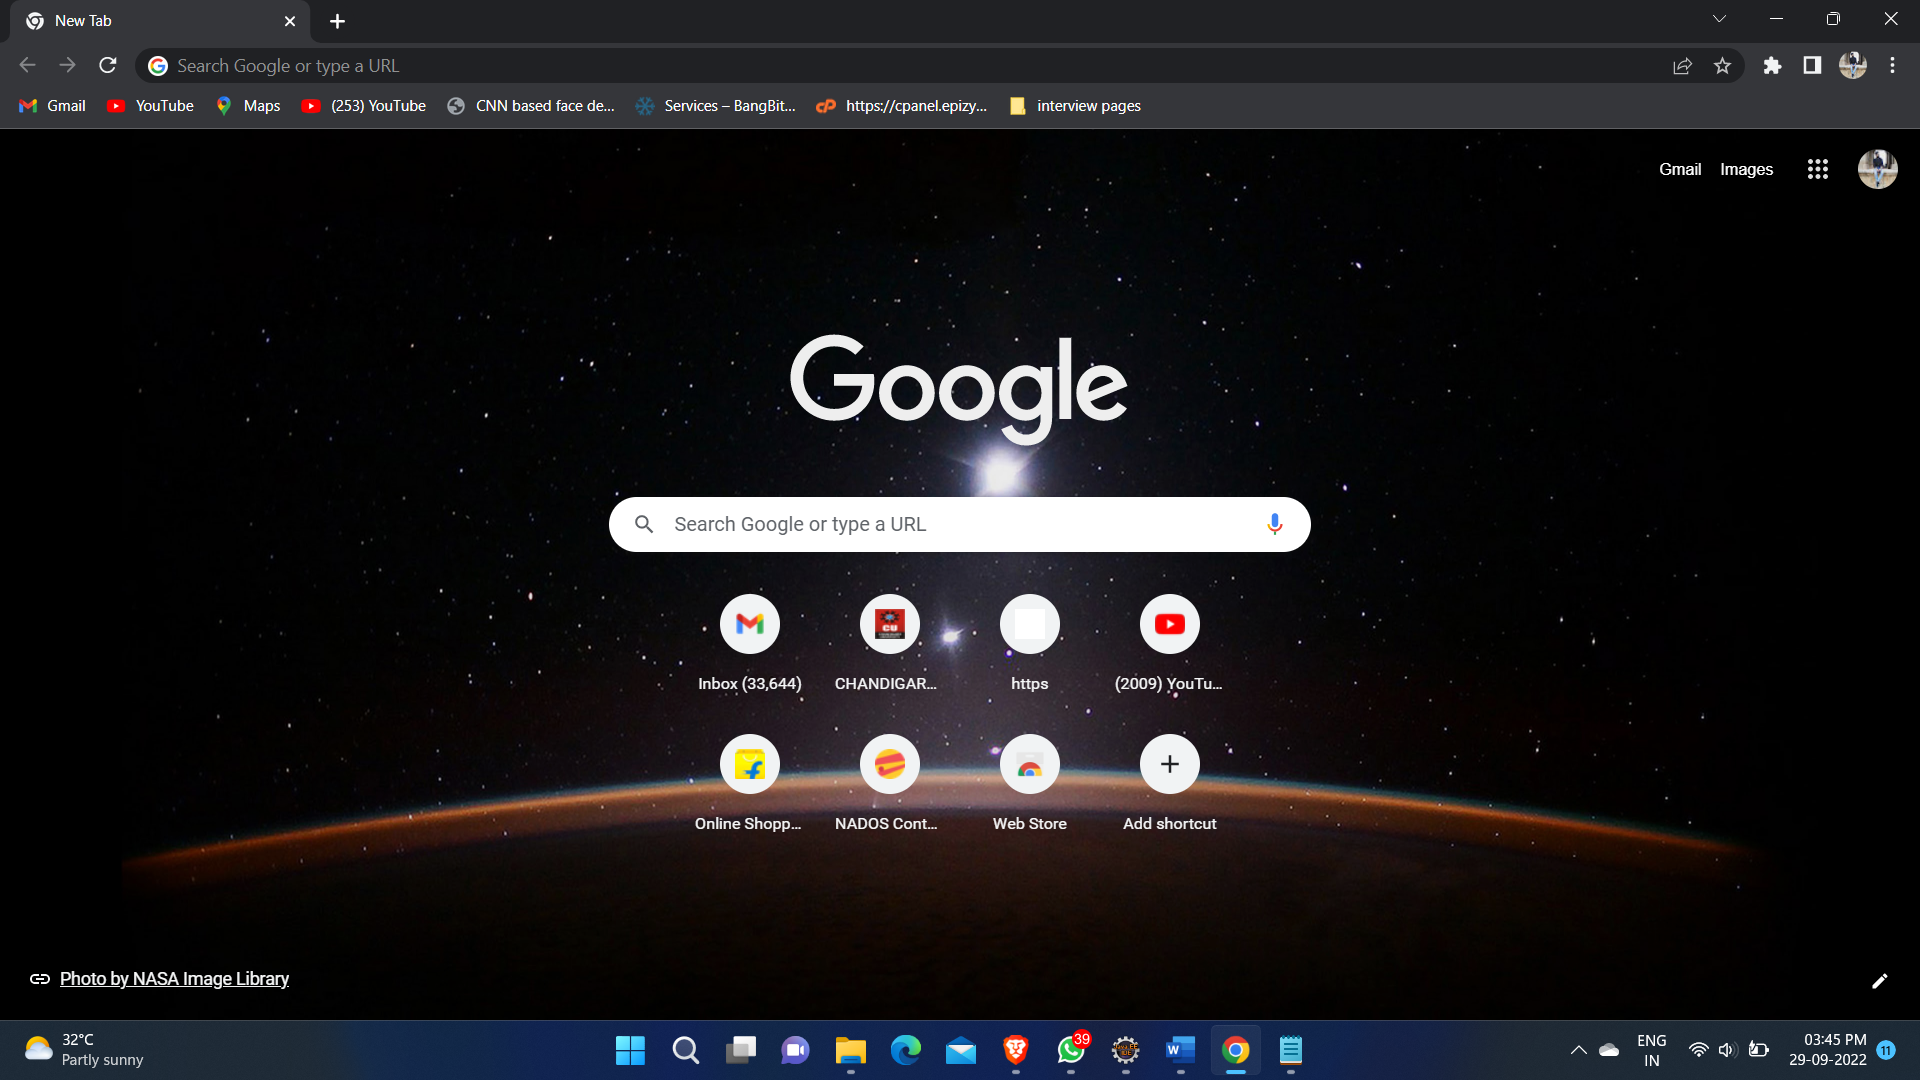 New Tab
Search Google or type a URL
Gmail
YouTube
Maps
(253) YouTube
CNN based face de...
Services – BangBit...
https://cpanel.epizy...
interview pages
Gmail
Images
Google
Search Google or type a URL
Inbox (33,644)
CHANDIGAR...
https
(2009) YouTu...
Online Shopp...
NADOS Cont...
Web Store
Add shortcut
Photo by NASA Image Library
32°C
Partly sunny
39
ENG
IN
03:45 PM
29-09-2022
11